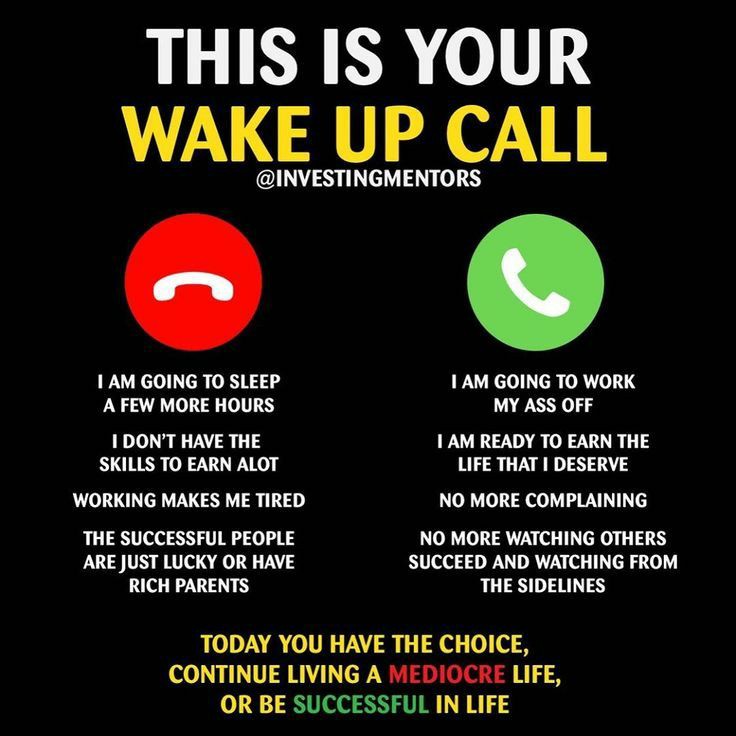 THIS IS YOUR
WAKE UP CALL
@INVESTINGMENTORS
I AM GOING TO SLEEP
A FEW MORE HOURS
I DON'T HAVE THE
SKILLS TO EARN ALOT
WORKING MAKES ME TIRED
THE SUCCESSFUL PEOPLE
ARE JUST LUCKY OR HAVE
RICH PARENTS
I AM GOING TO WORK
MY ASS OFF
I AM READY TO EARN THE
LIFE THAT I DESERVE
NO MORE COMPLAINING
NO MORE WATCHING OTHERS
SUCCEED AND WATCHING FROM
THE SIDELINES
TODAY YOU HAVE THE CHOICE,
CONTINUE LIVING A MEDIOCRE LIFE,
OR BE SUCCESSFUL IN LIFE